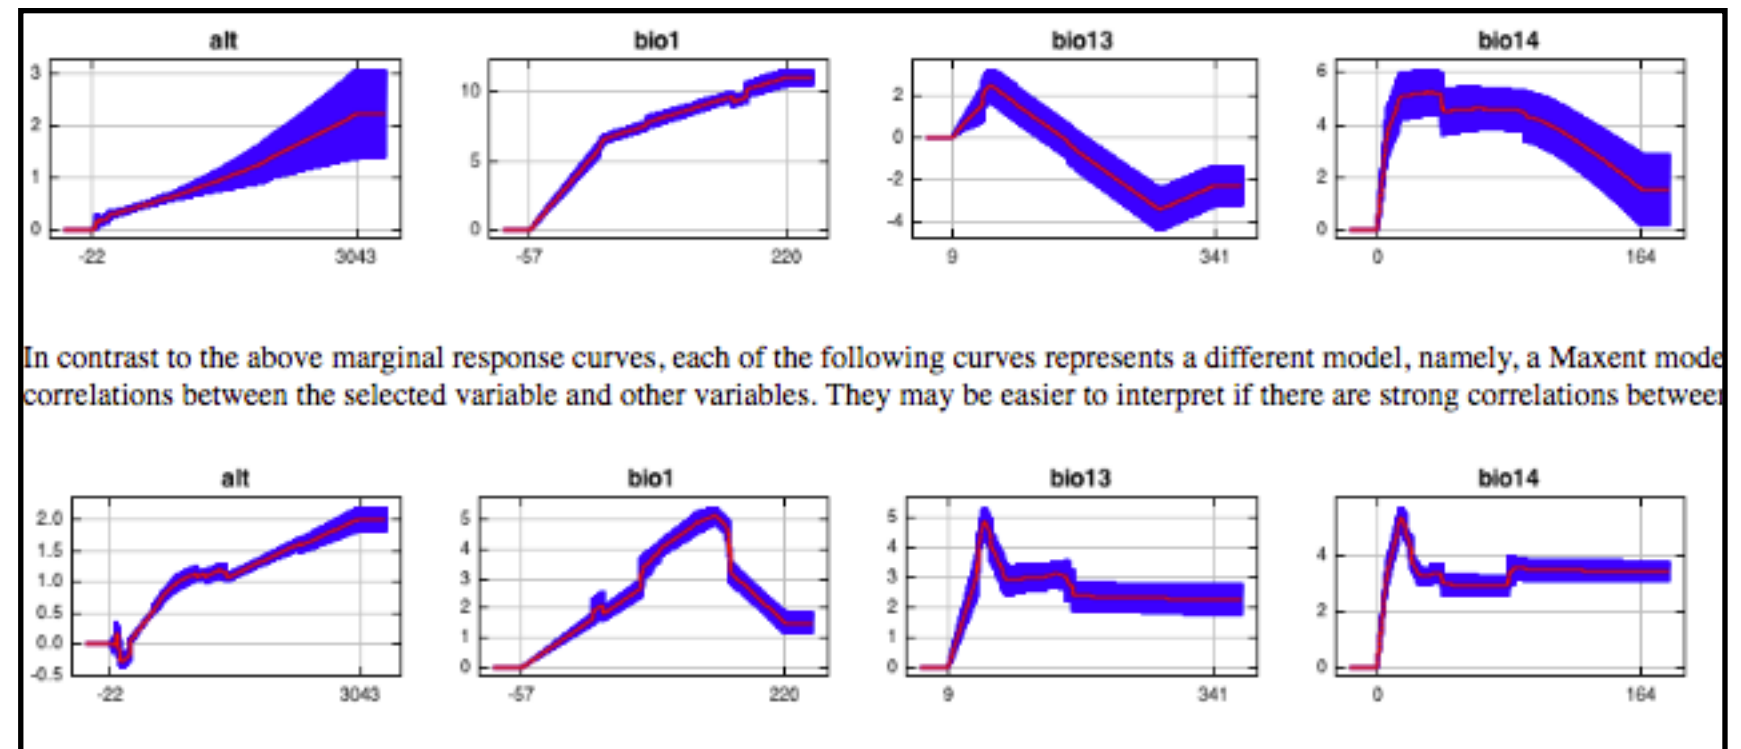 alt bio1 bio13 bio14
3 2 1 0 -22 3043
10 5 0 -57 220
2 0 -2 -4 9 341
6 4 2 0 0 164
In contrast to the above marginal response curves, each of the following curves represents a different model, namely, a Maxent mode
correlations between the selected variable and other variables. They may be easier to interpret if there are strong correlations between
alt bio1 bio13 bio14
2.0 1.5 1.0 0.5 0.0 -0.5 -22 3043
5 4 3 2 1 0 -57 220
5 4 3 2 1 0 9 341
4 2 0 0 164